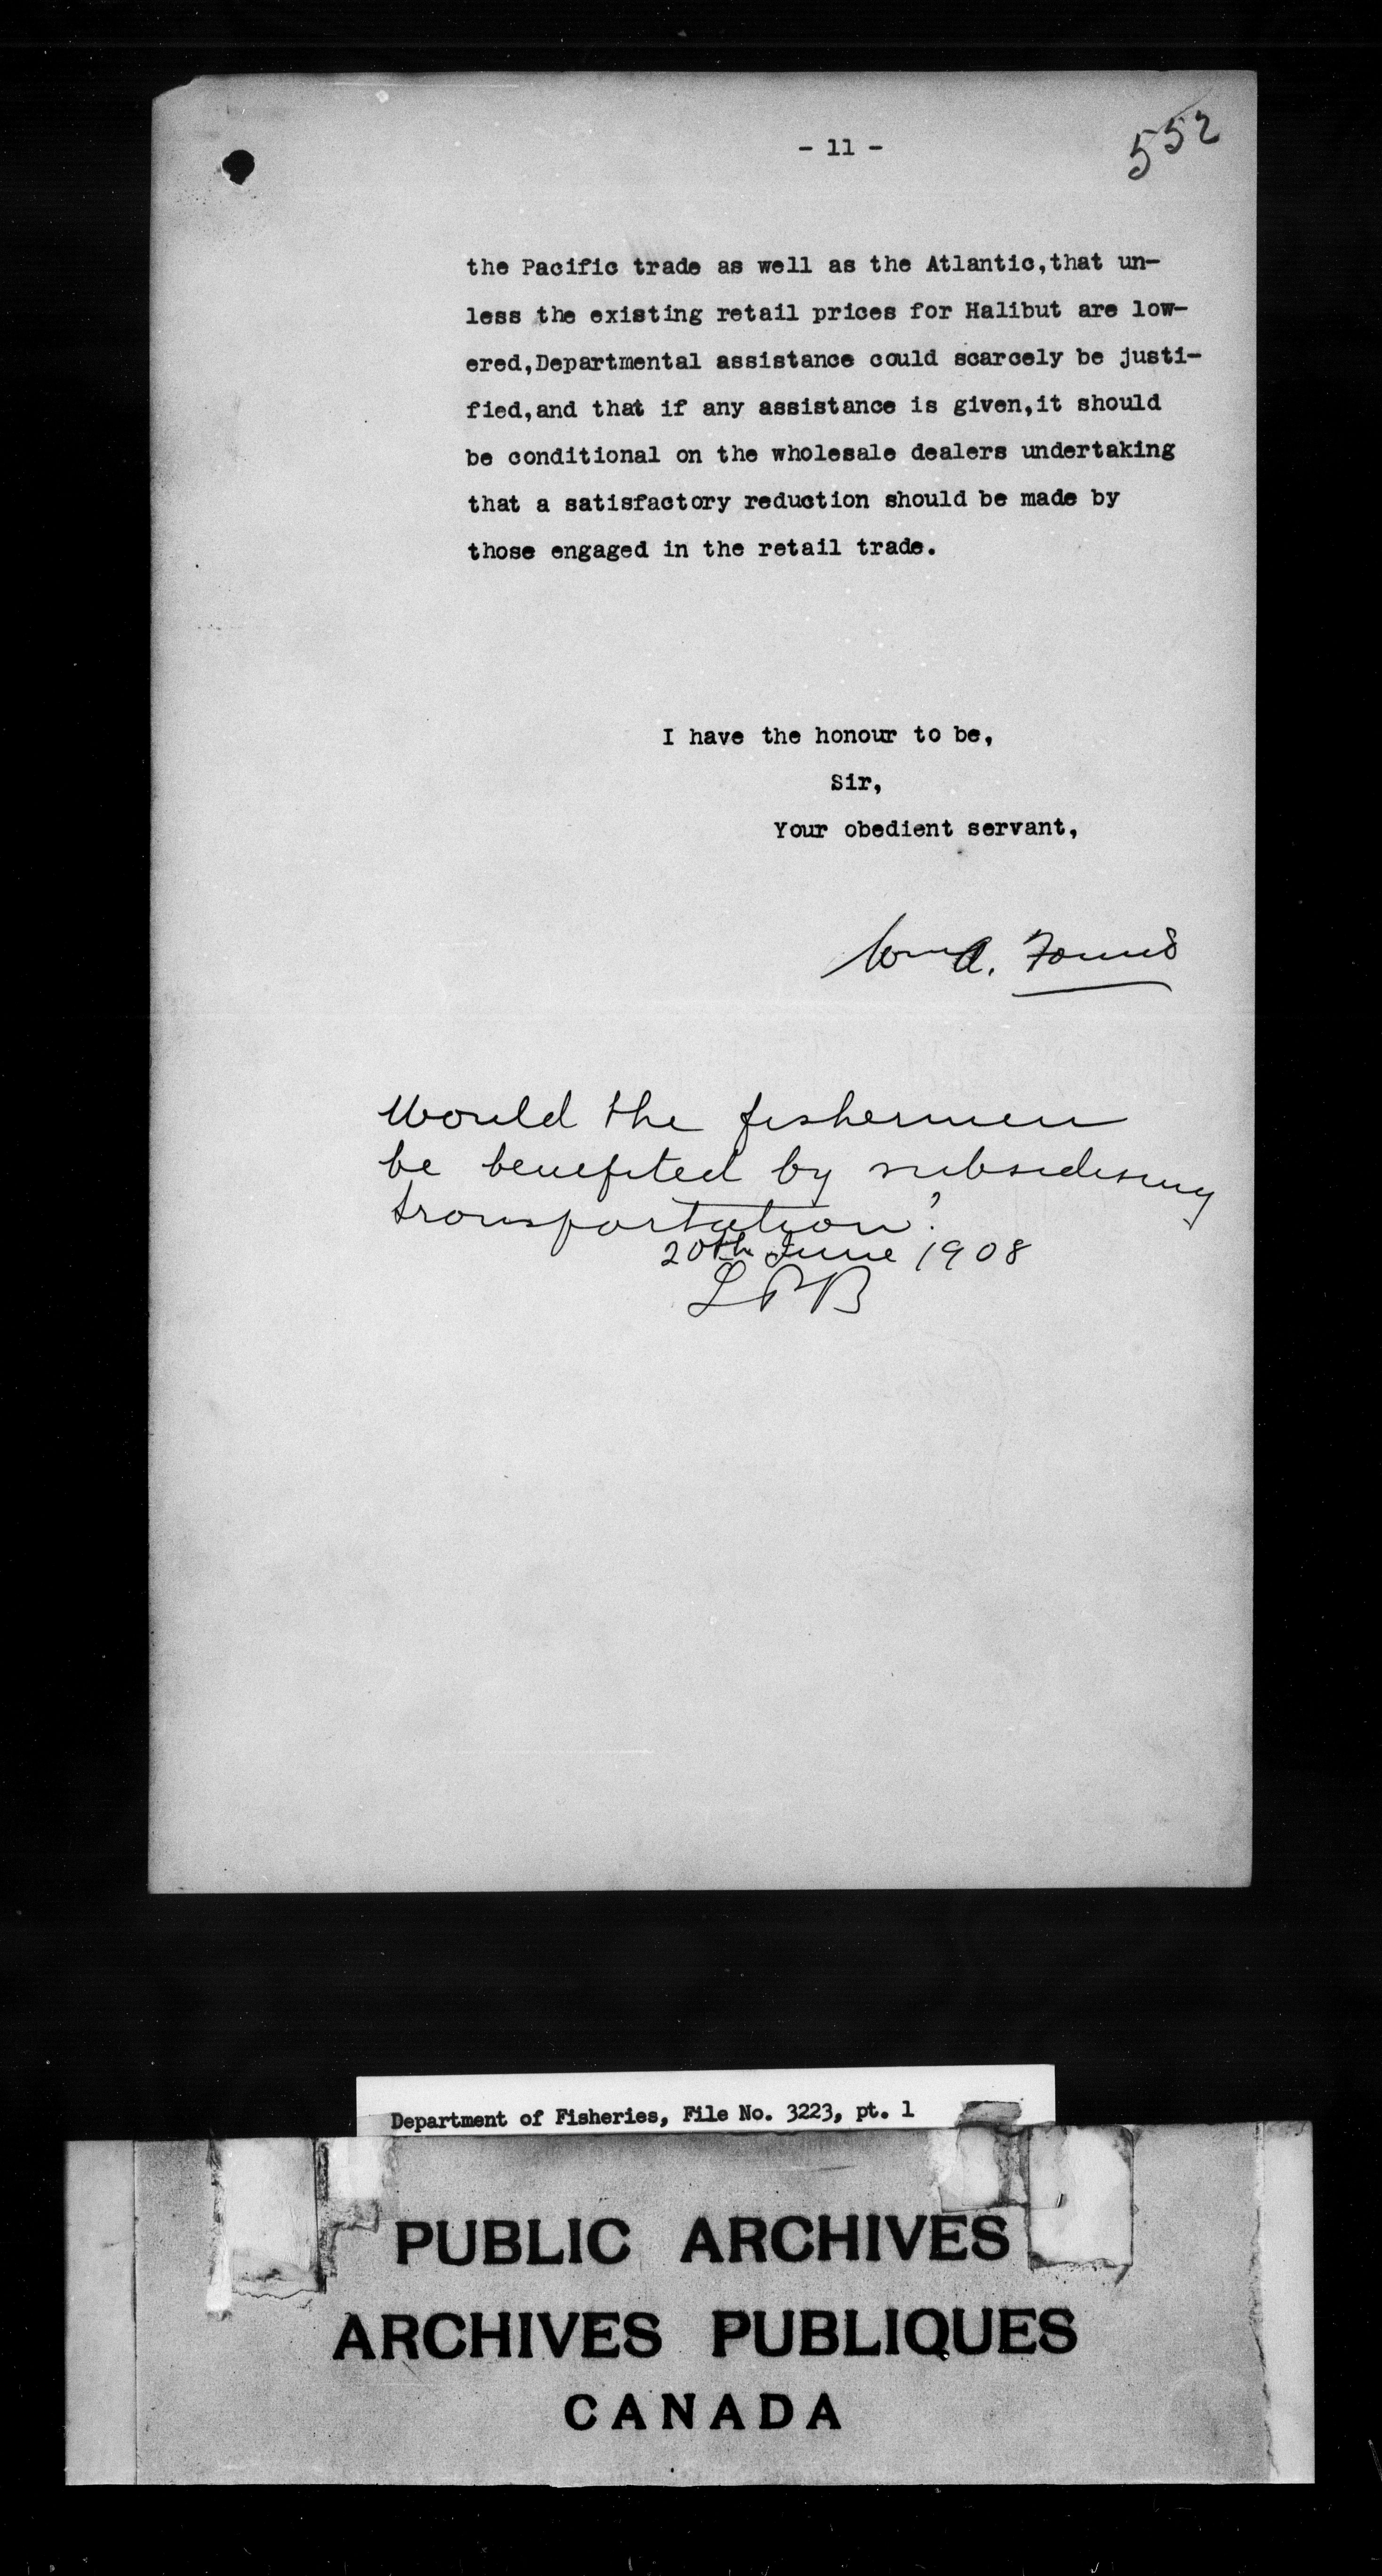 - 11 -
552
the Pacific trade as well as the Atlantic,that un-
less the existing retail prices for Halibut are low-
ered,Departmental assistance could scarcely be justi-
fied,and that if any assistance is given,it should
be conditional on the wholesale dealers undertaking
that a satisfactory reduction should be made by
those engaged in the retail trade.
I have the honour to be,
Sir,
Your obedient servant,
Wm A. Found
Would the fishermen
be benefited by subsidising
transportation?
20th June 1908
LPB
Department of Fisheries, File No. 3223, pt. 1
PUBLIC ARCHIVES
ARCHIVES PUBLIQUES
CANADA